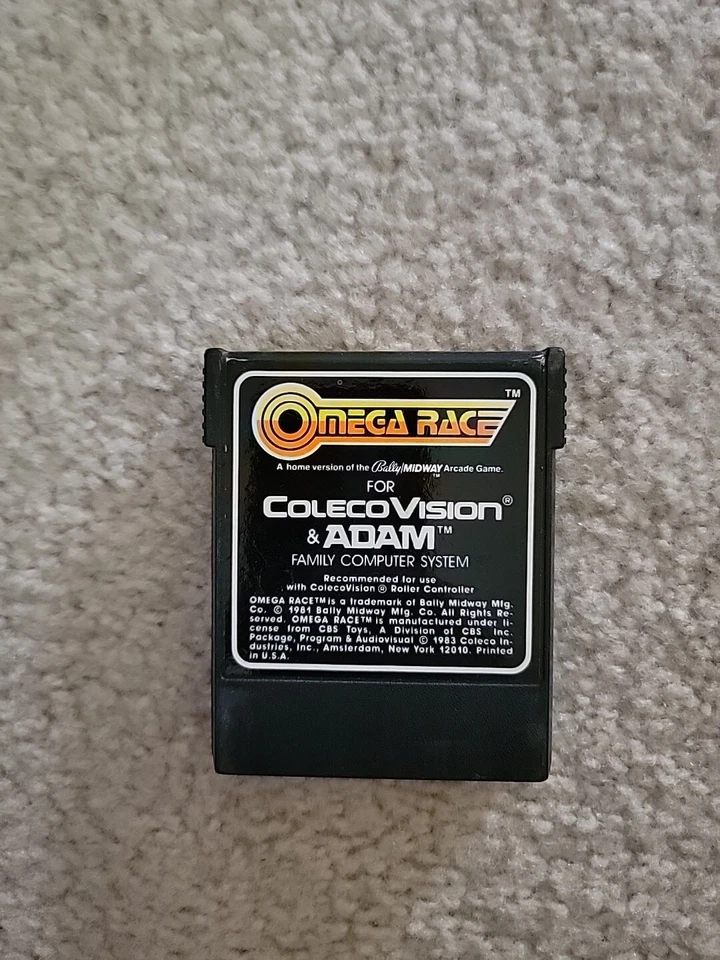 OMEGA RACE™
A home version of the Bally/MIDWAY™ Arcade Game.
FOR
COLECOVISION®
& ADAM™
FAMILY COMPUTER SYSTEM
Recommended for use
with ColecoVision ® Roller Controller
OMEGA RACE™ is a trademark of Bally Midway Mfg.
Co. © 1981 Bally Midway Mfg. Co. All Rights Re-
served. OMEGA RACE™ is manufactured under li-
cense from CBS Toys, A Division of CBS Inc.
Package, Program & Audiovisual © 1983 Coleco In-
dustries, Inc., Amsterdam, New York 12010. Printed
in U.S.A.